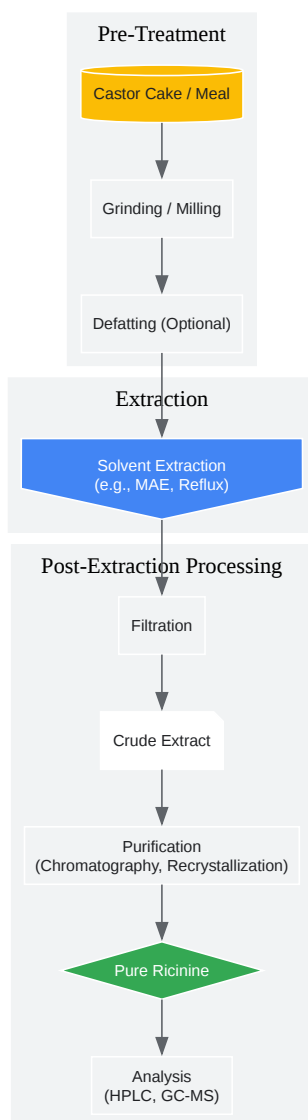 Pre-Treatment
Castor Cake / Meal
Grinding / Milling
Defatting (Optional)
Extraction
Solvent Extraction
(e.g., MAE, Reflux)
Post-Extraction Processing
Filtration
Crude Extract
Purification
(Chromatography, Recrystallization)
Pure Ricinine
Analysis
(HPLC, GC-MS)